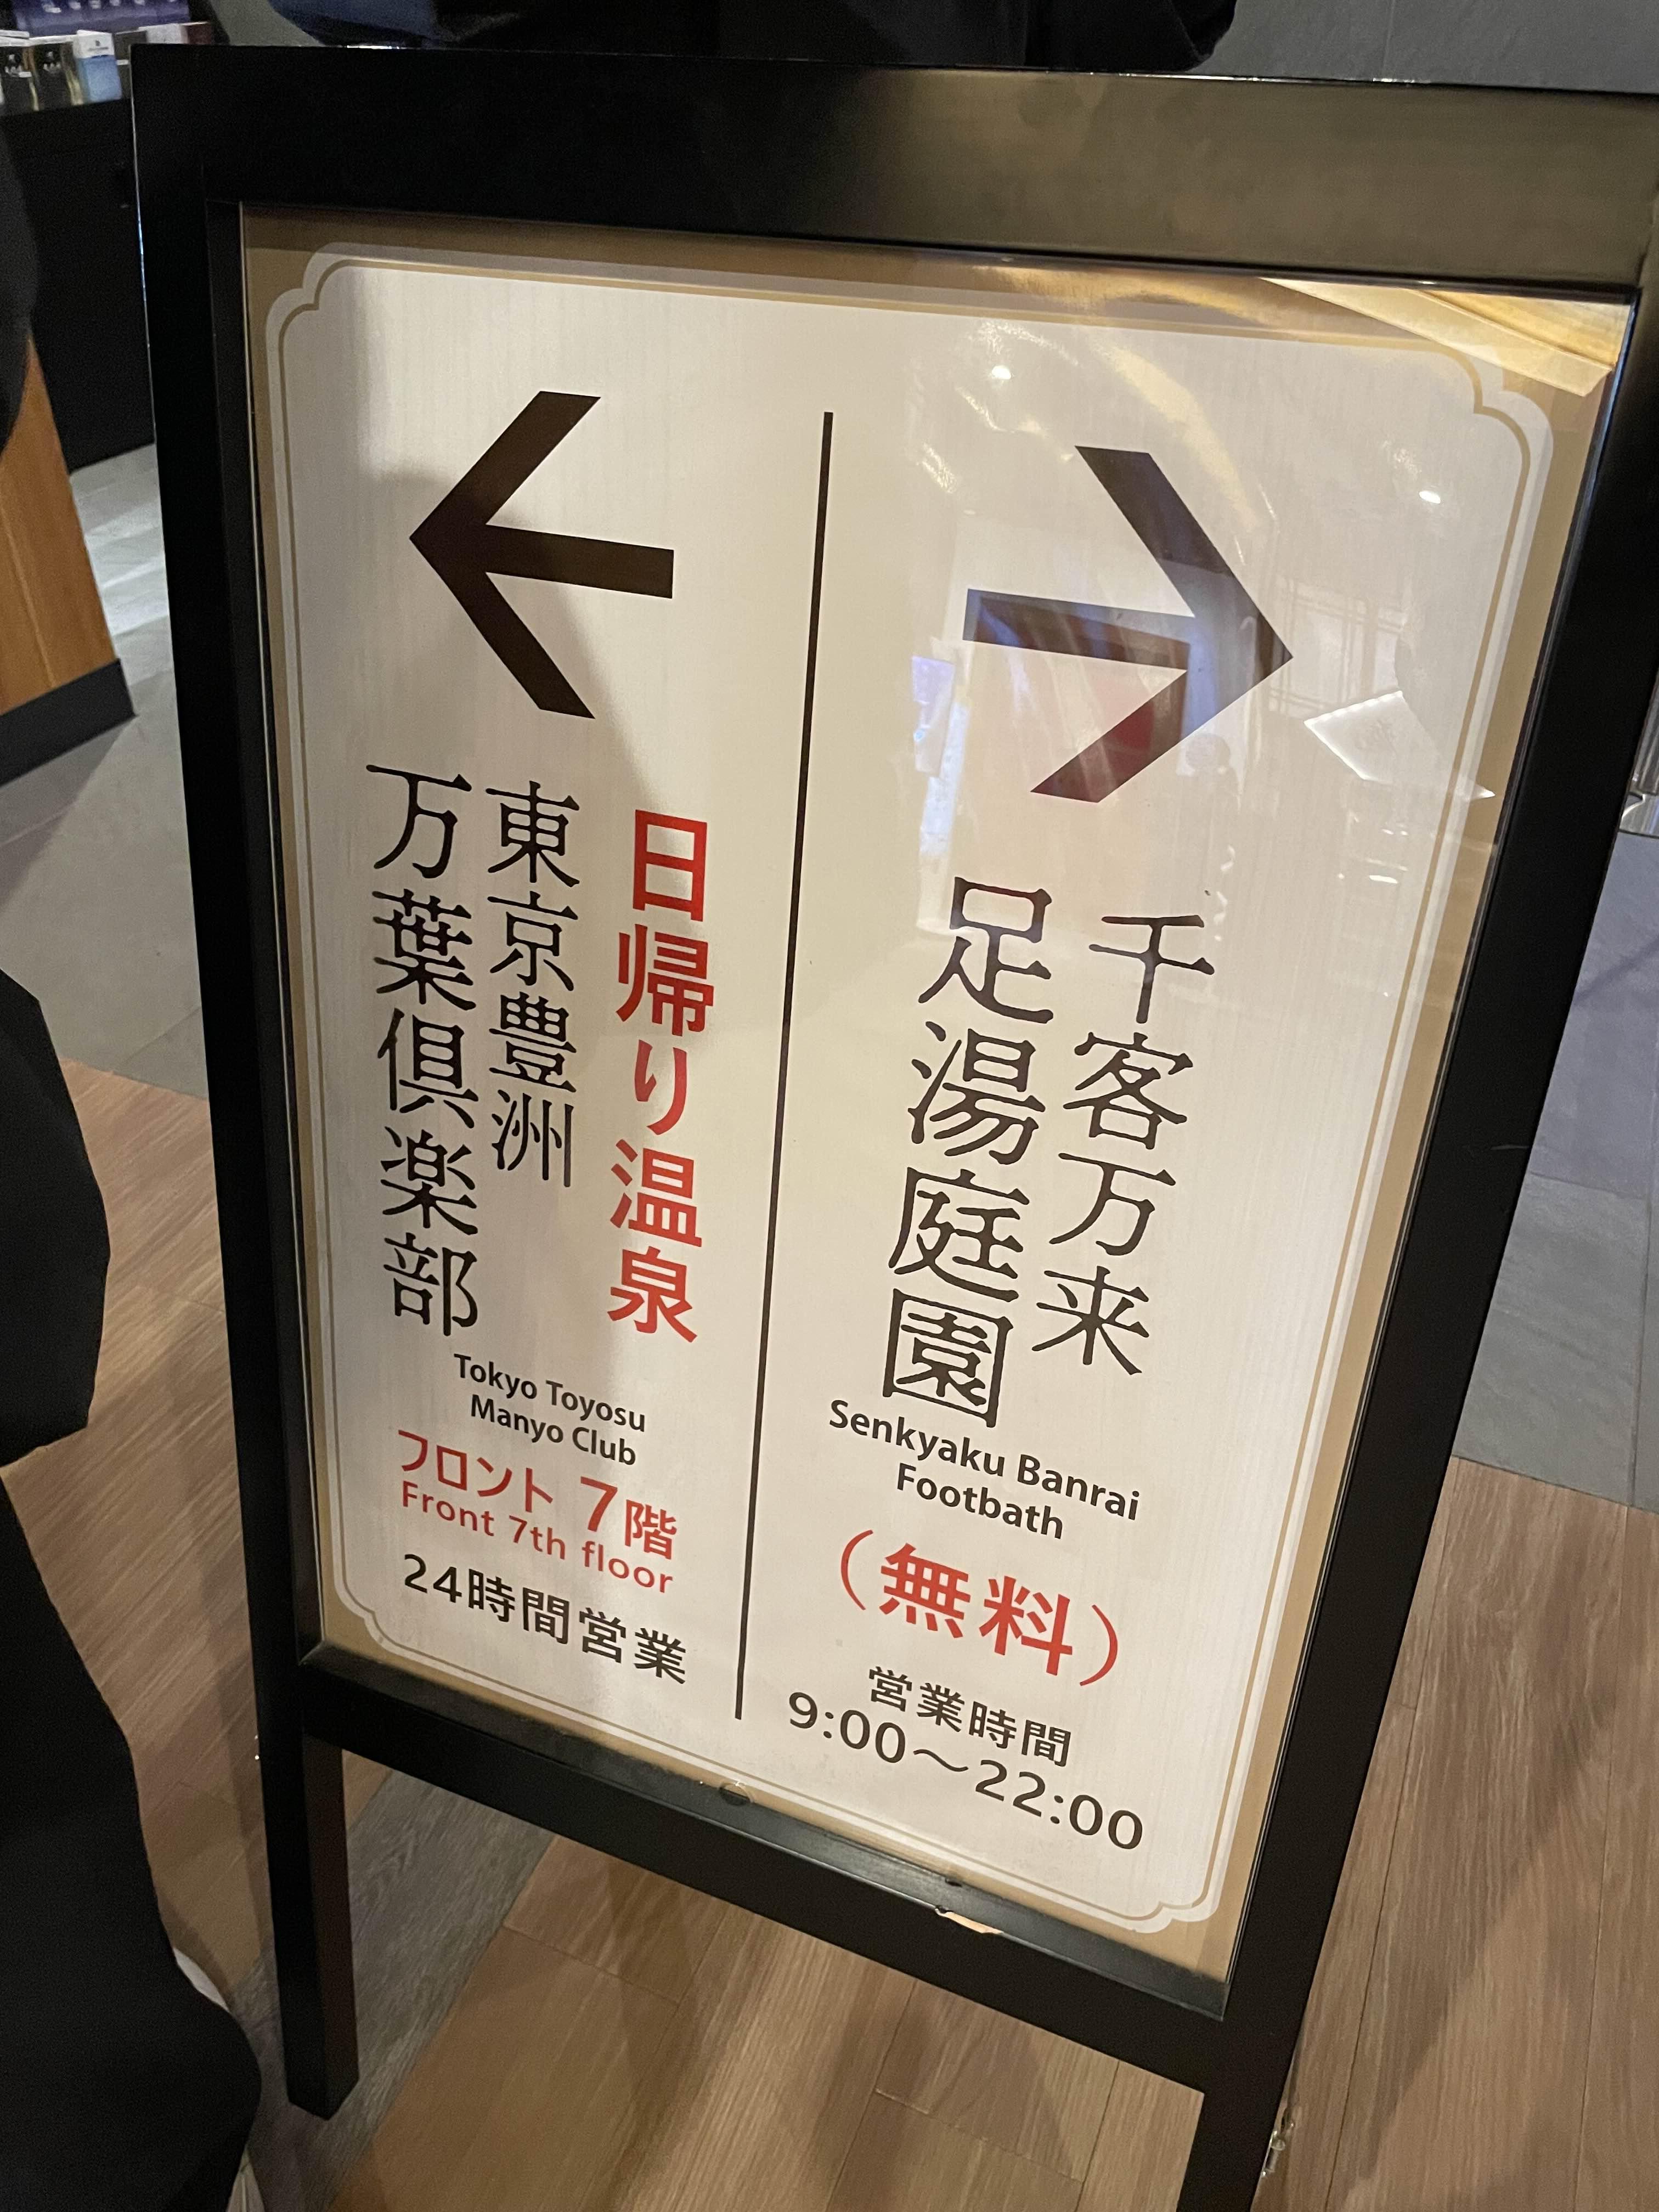 ←
日帰り温泉
東京豊洲
万葉倶楽部
Tokyo Toyosu
Manyo Club
フロント 7階
Front 7th floor
24時間営業
→
千客万来
足湯庭園
Senkyaku Banrai
Footbath
（無料）
営業時間
9:00～22:00